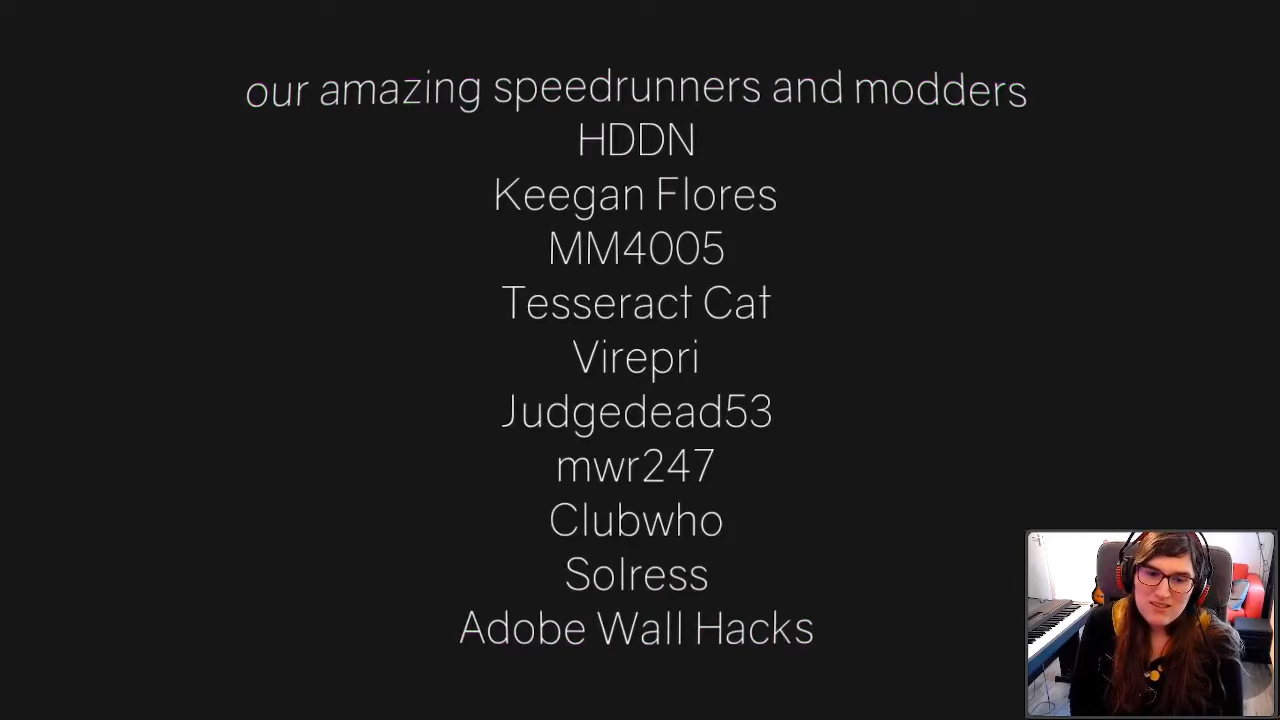 our amazing speedrunners and modders
HDDN
Keegan Flores
MM4005
Tesseract Cat
Virepri
Judgedead53
mwr247
Clubwho
Solress
Adobe Wall Hacks